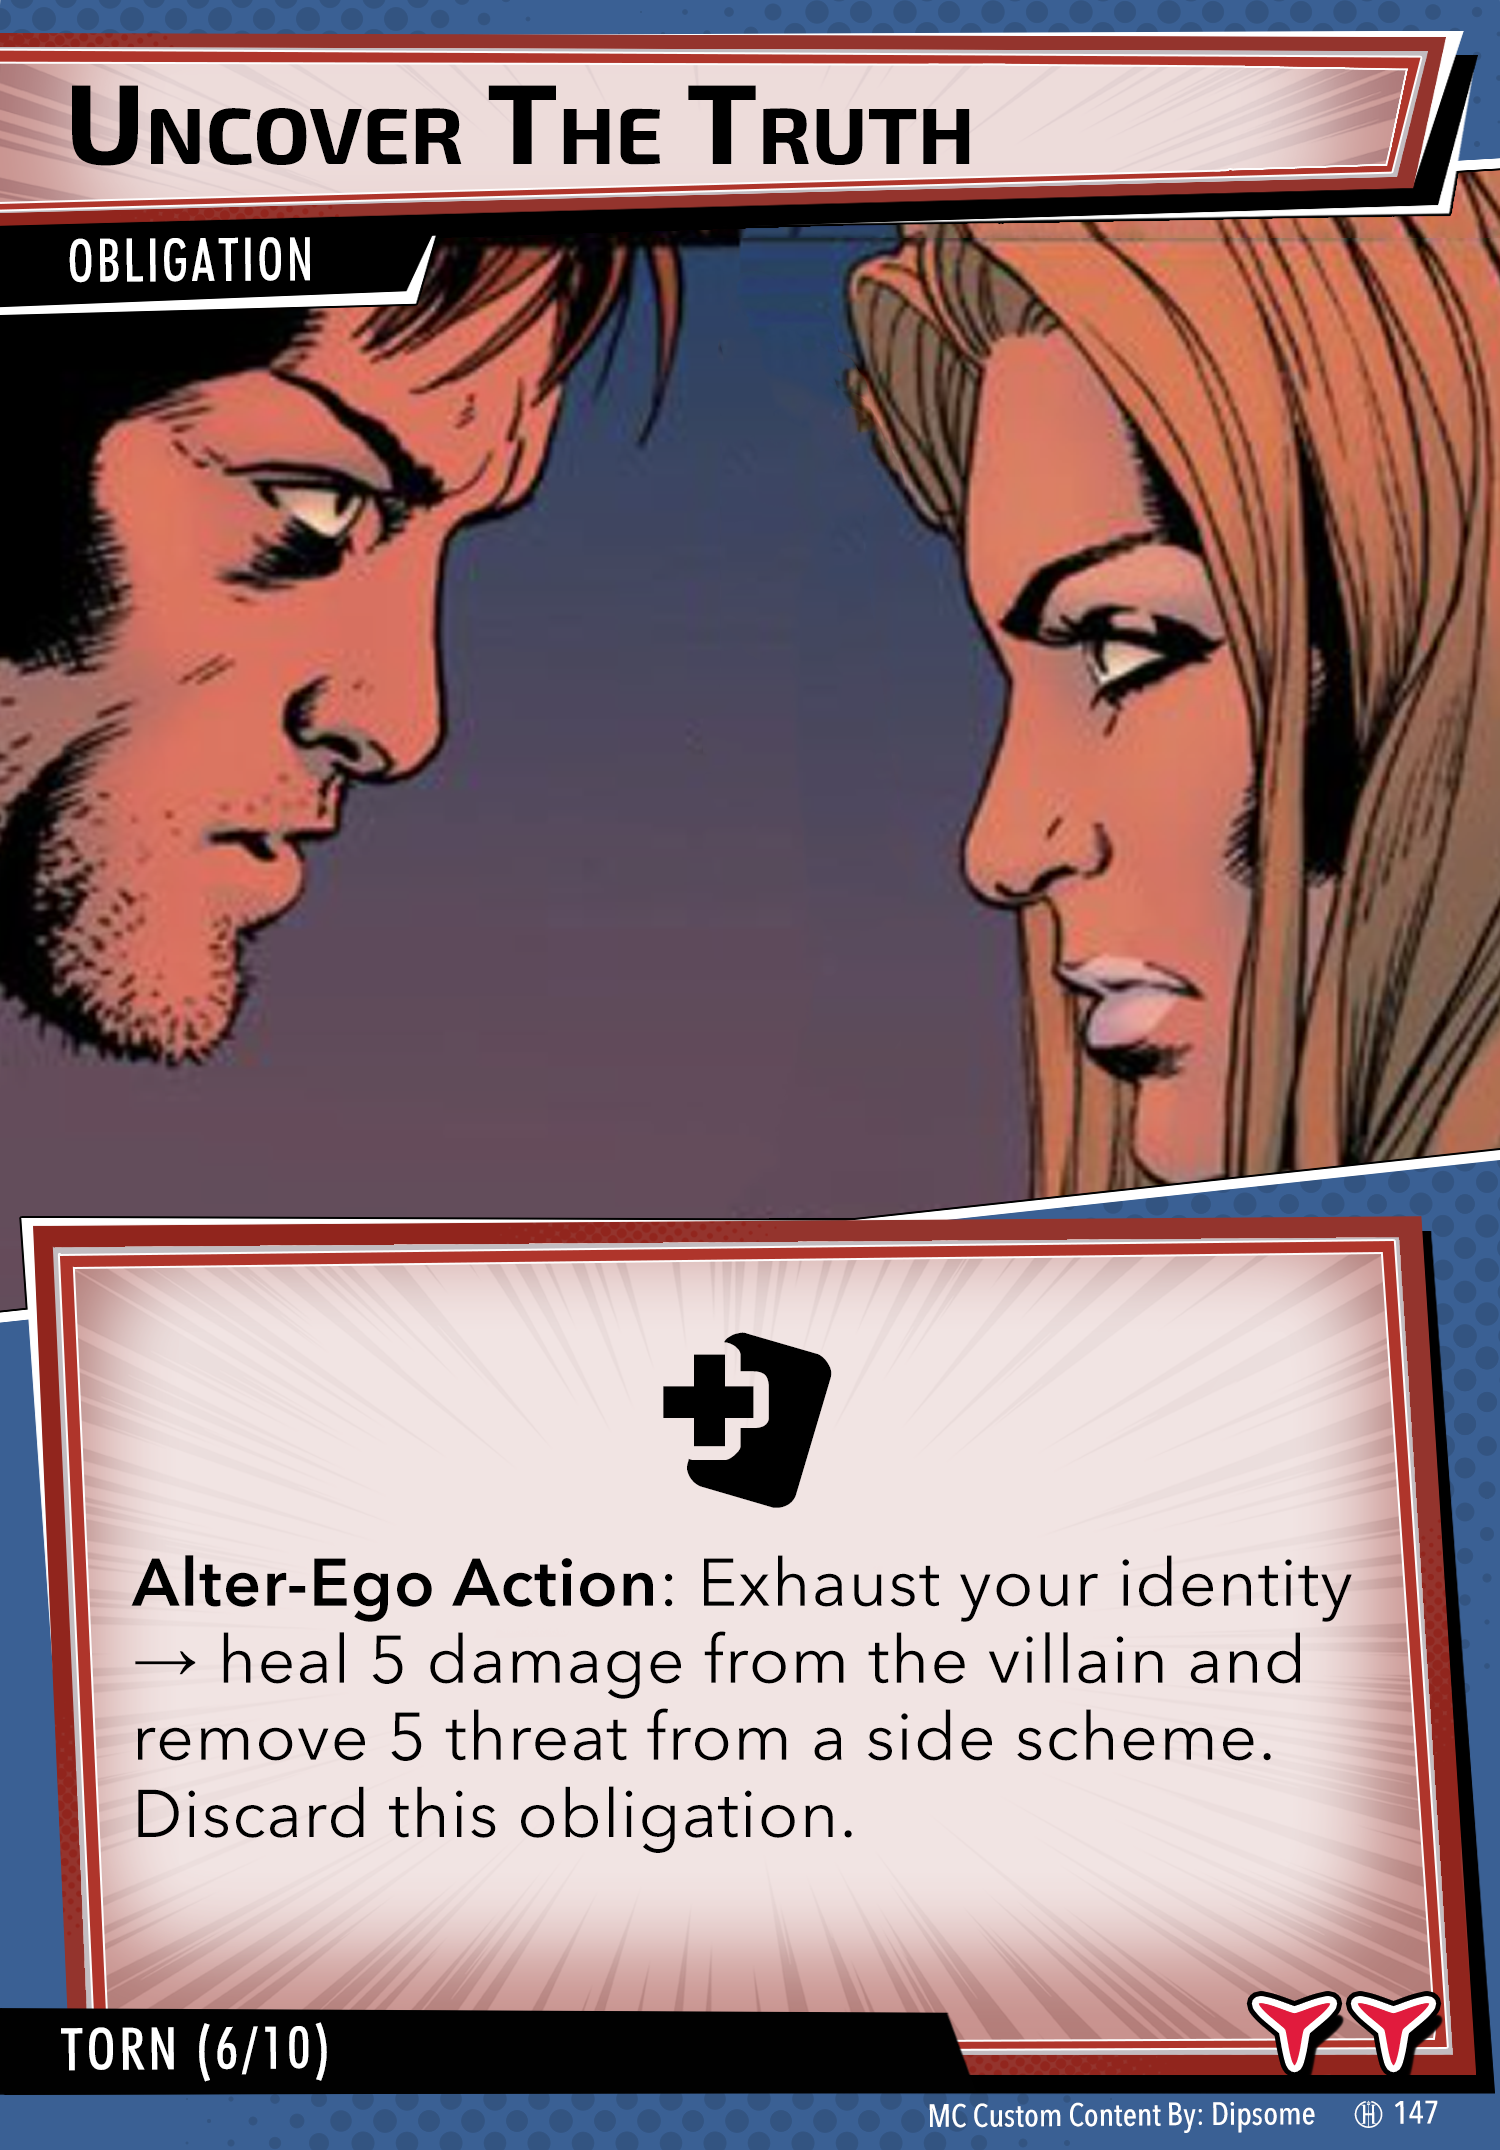 Uncover The Truth
OBLIGATION
Alter-Ego Action: Exhaust your identity
→ heal 5 damage from the villain and
remove 5 threat from a side scheme.
Discard this obligation.
TORN (6/10)
MC Custom Content By: Dipsome 147